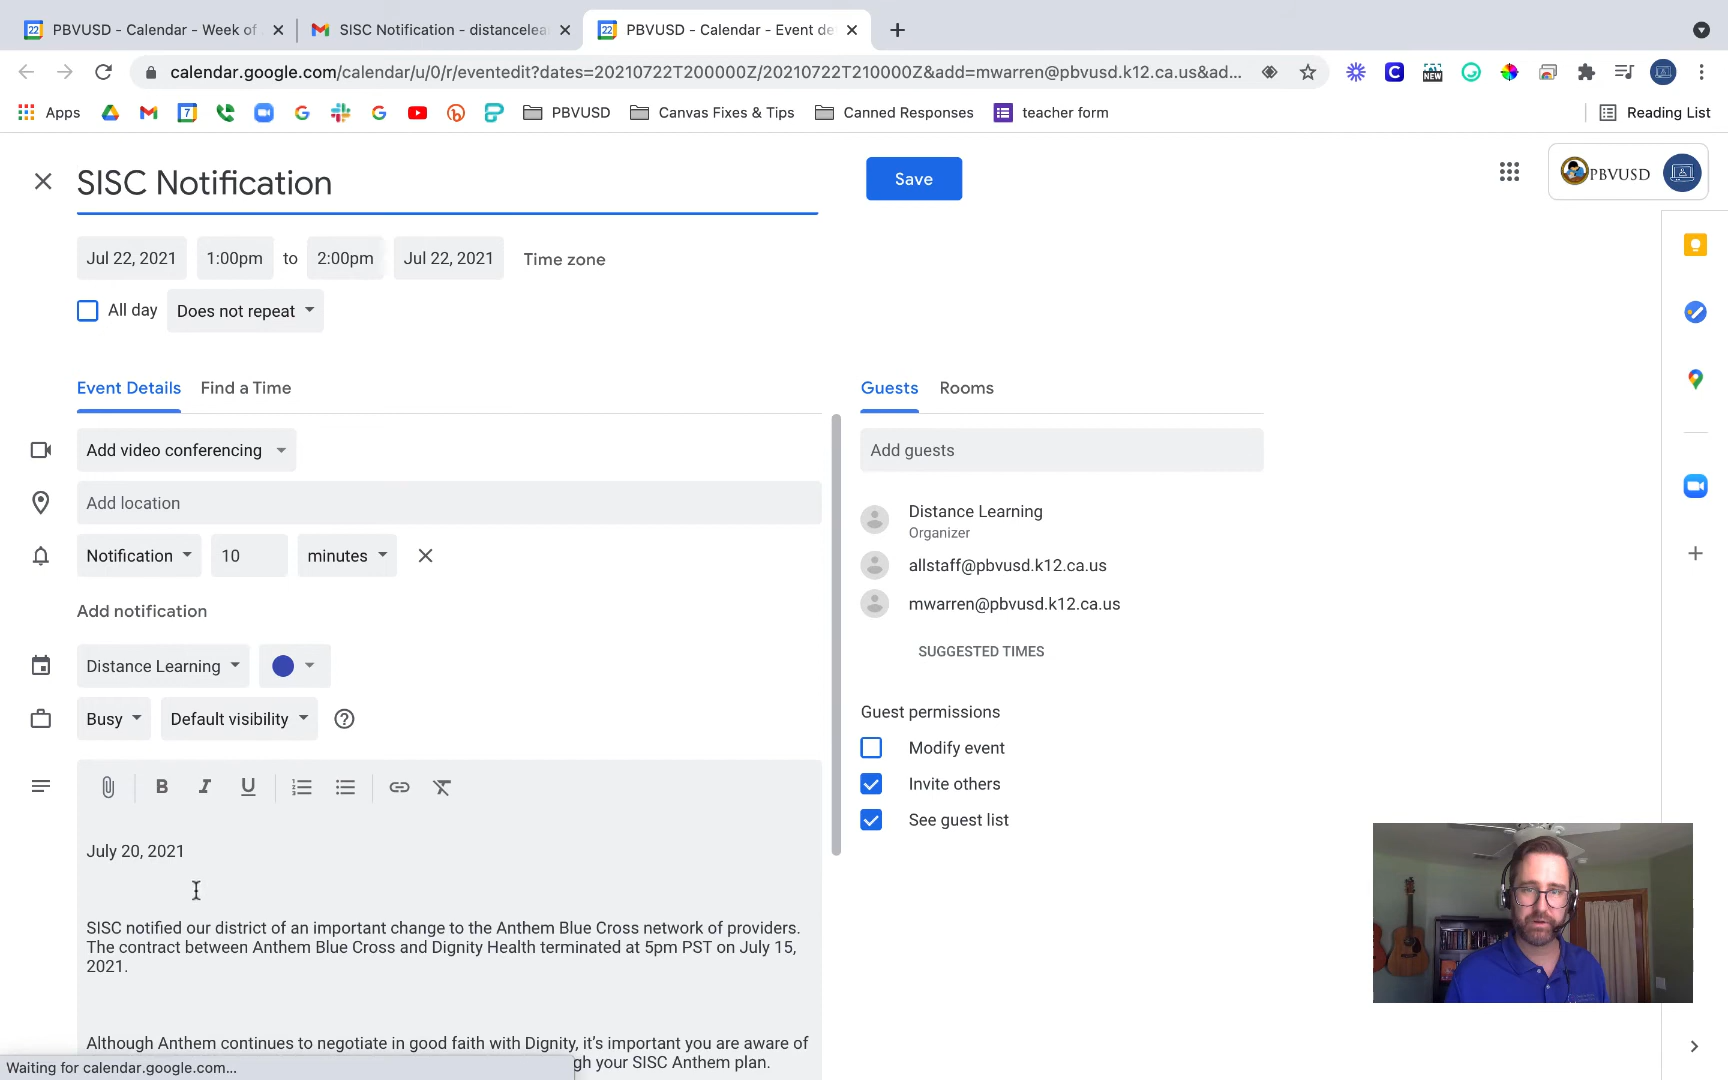 PBVUSD - Calendar - Week of
SISC Notification - distancelea
PBVUSD - Calendar - Event de
calendar.google.com/calendar/u/0/r/eventedit?dates=20210722T200000Z/20210722T210000Z&add=mwarren@pbvusd.k12.ca.us&ad...
Apps
PBVUSD
Canvas Fixes & Tips
Canned Responses
teacher form
Reading List
SISC Notification
Save
PBVUSD
Jul 22, 2021 1:00pm to 2:00pm Jul 22, 2021 Time zone
All day Does not repeat
Event Details Find a Time
Guests Rooms
Add video conferencing
Add guests
Add location
Distance Learning
Organizer
Notification 10 minutes
allstaff@pbvusd.k12.ca.us
mwarren@pbvusd.k12.ca.us
Add notification
SUGGESTED TIMES
Distance Learning
Busy Default visibility
Guest permissions
Modify event
Invite others
See guest list
July 20, 2021
SISC notified our district of an important change to the Anthem Blue Cross network of providers.
The contract between Anthem Blue Cross and Dignity Health terminated at 5pm PST on July 15,
2021.
Although Anthem continues to negotiate in good faith with Dignity, it's important you are aware of
gh your SISC Anthem plan.
Waiting for calendar.google.com...